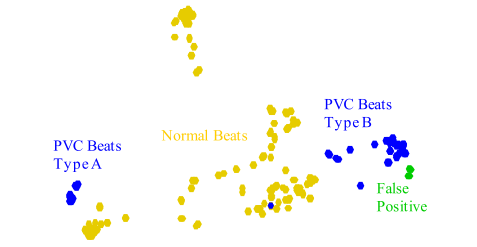 PVC Beats
Type B
Normal Beats
PVC Beats
Type A
False
Positive